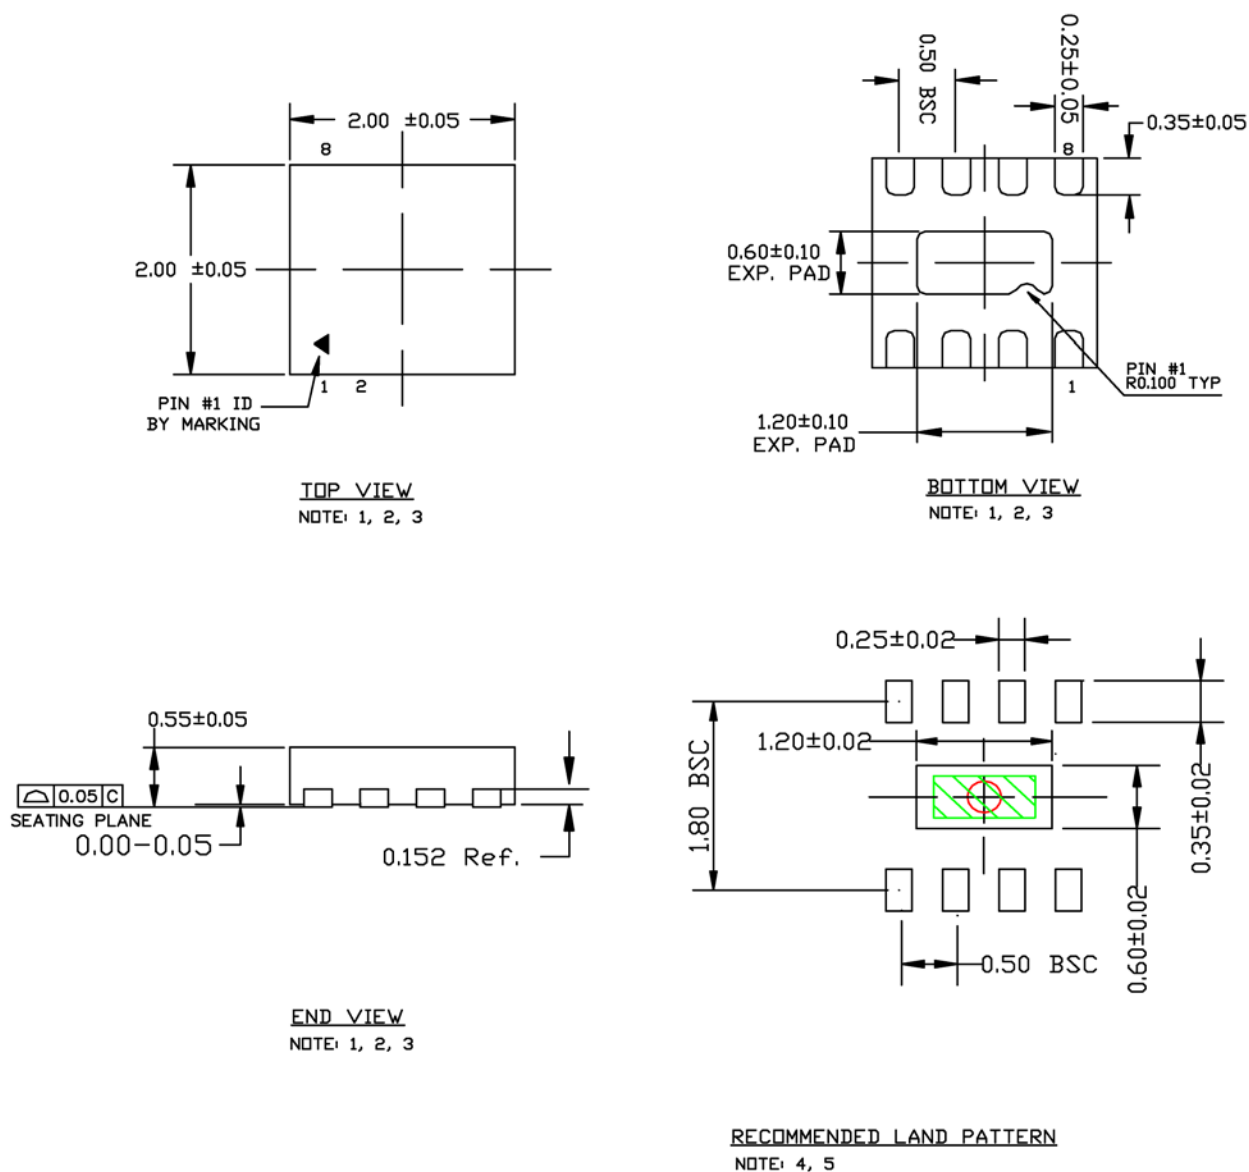 2.00 ±0.05
8
2.00 ±0.05
1 2
PIN #1 ID
BY MARKING
TOP VIEW
NOTE: 1, 2, 3
0.50 BSC
0.25±0.05
0.35±0.05
8
0.60±0.10
EXP. PAD
PIN #1
R0.100 TYP
1
1.20±0.10
EXP. PAD
BOTTOM VIEW
NOTE: 1, 2, 3
0.55±0.05
0.05 C
SEATING PLANE
0.00-0.05
0.152 Ref.
END VIEW
NOTE: 1, 2, 3
0.25±0.02
1.20±0.02
1.80 BSC
0.35±0.02
0.60±0.02
0.50 BSC
RECOMMENDED LAND PATTERN
NOTE: 4, 5